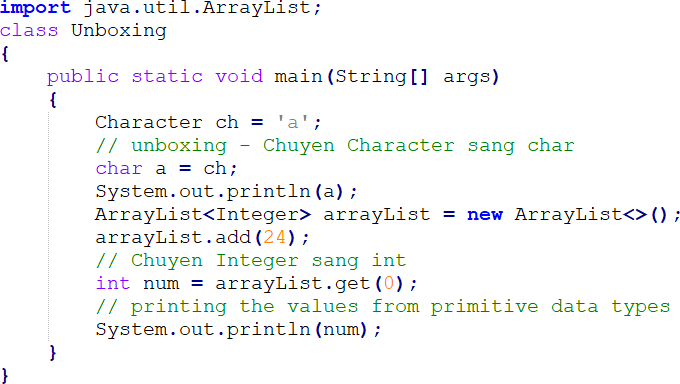 import java.util.ArrayList;
class Unboxing
{
    public static void main(String[] args)
    {
        Character ch = 'a';
        // unboxing - Chuyen Character sang char
        char a = ch;
        System.out.println(a);
        ArrayList<Integer> arrayList = new ArrayList<>();
        arrayList.add(24);
        // Chuyen Integer sang int
        int num = arrayList.get(0);
        // printing the values from primitive data types
        System.out.println(num);
    }
}